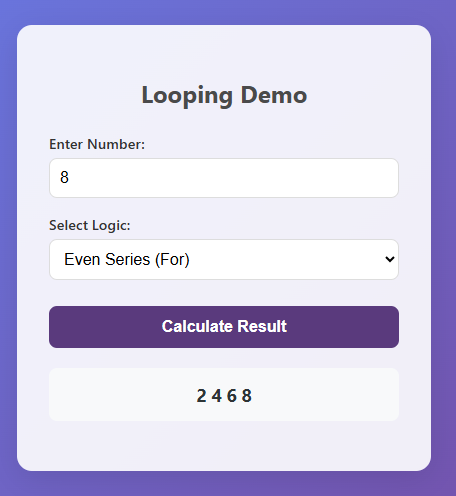 Looping Demo
Enter Number:
8
Select Logic:
Even Series (For)
Calculate Result
2 4 6 8